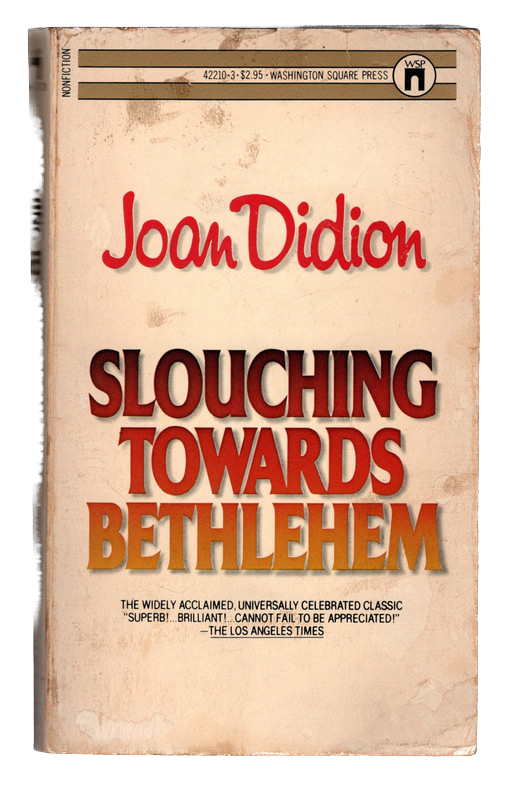 NONFICTION
42210-3 • $2.95 • WASHINGTON SQUARE PRESS
WSP
Joan Didion
SLOUCHING
TOWARDS
BETHLEHEM
THE WIDELY ACCLAIMED, UNIVERSALLY CELEBRATED CLASSIC
"SUPERB!...BRILLIANT!...CANNOT FAIL TO BE APPRECIATED!"
—THE LOS ANGELES TIMES